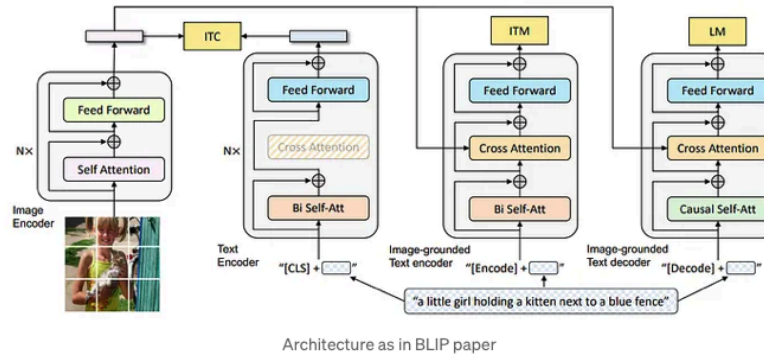 ITC
ITM
LM
Feed Forward
Self Attention
N×
Image
Encoder
Feed Forward
Cross Attention
Bi Self-Att
N×
Text
Encoder
"[CLS] + "
Feed Forward
Cross Attention
Bi Self-Att
Image-grounded
Text encoder
"[Encode] + "
Feed Forward
Cross Attention
Causal Self-Att
Image-grounded
Text decoder
"[Decode] + "
"a little girl holding a kitten next to a blue fence"
Architecture as in BLIP paper